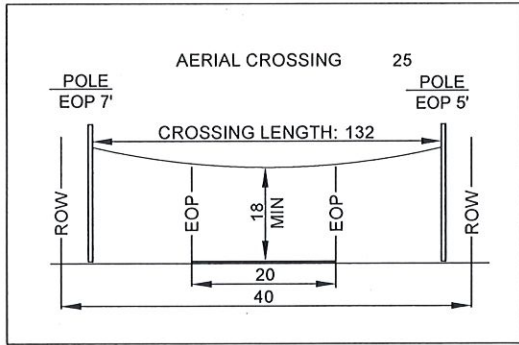 AERIAL CROSSING 25
POLE
EOP 7'
POLE
EOP 5'
CROSSING LENGTH: 132
ROW
EOP
18
MIN
EOP
ROW
20
40